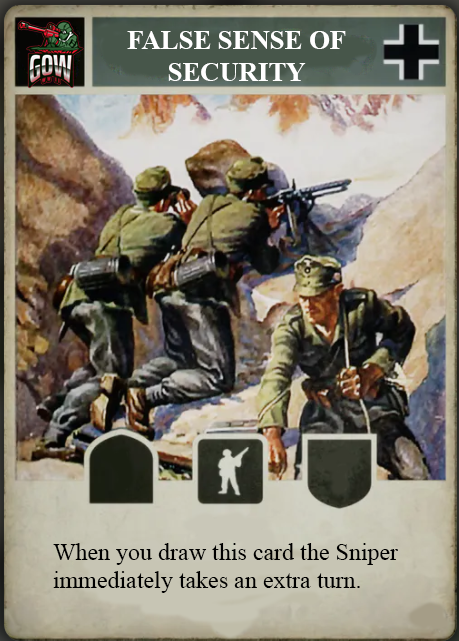 GOW
FALSE SENSE OF
SECURITY
When you draw this card the Sniper
immediately takes an extra turn.